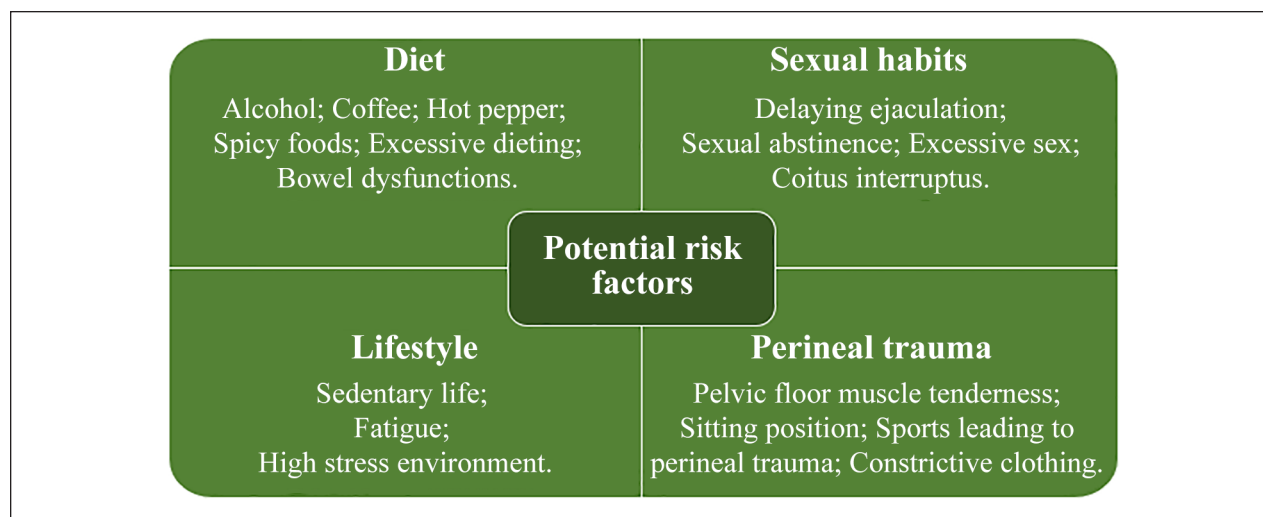 Diet
Alcohol; Coffee; Hot pepper;
Spicy foods; Excessive dieting;
Bowel dysfunctions.
Sexual habits
Delaying ejaculation;
Sexual abstinence; Excessive sex;
Coitus interruptus.
Potential risk
factors
Lifestyle
Sedentary life;
Fatigue;
High stress environment.
Perineal trauma
Pelvic floor muscle tenderness;
Sitting position; Sports leading to
perineal trauma; Constrictive clothing.